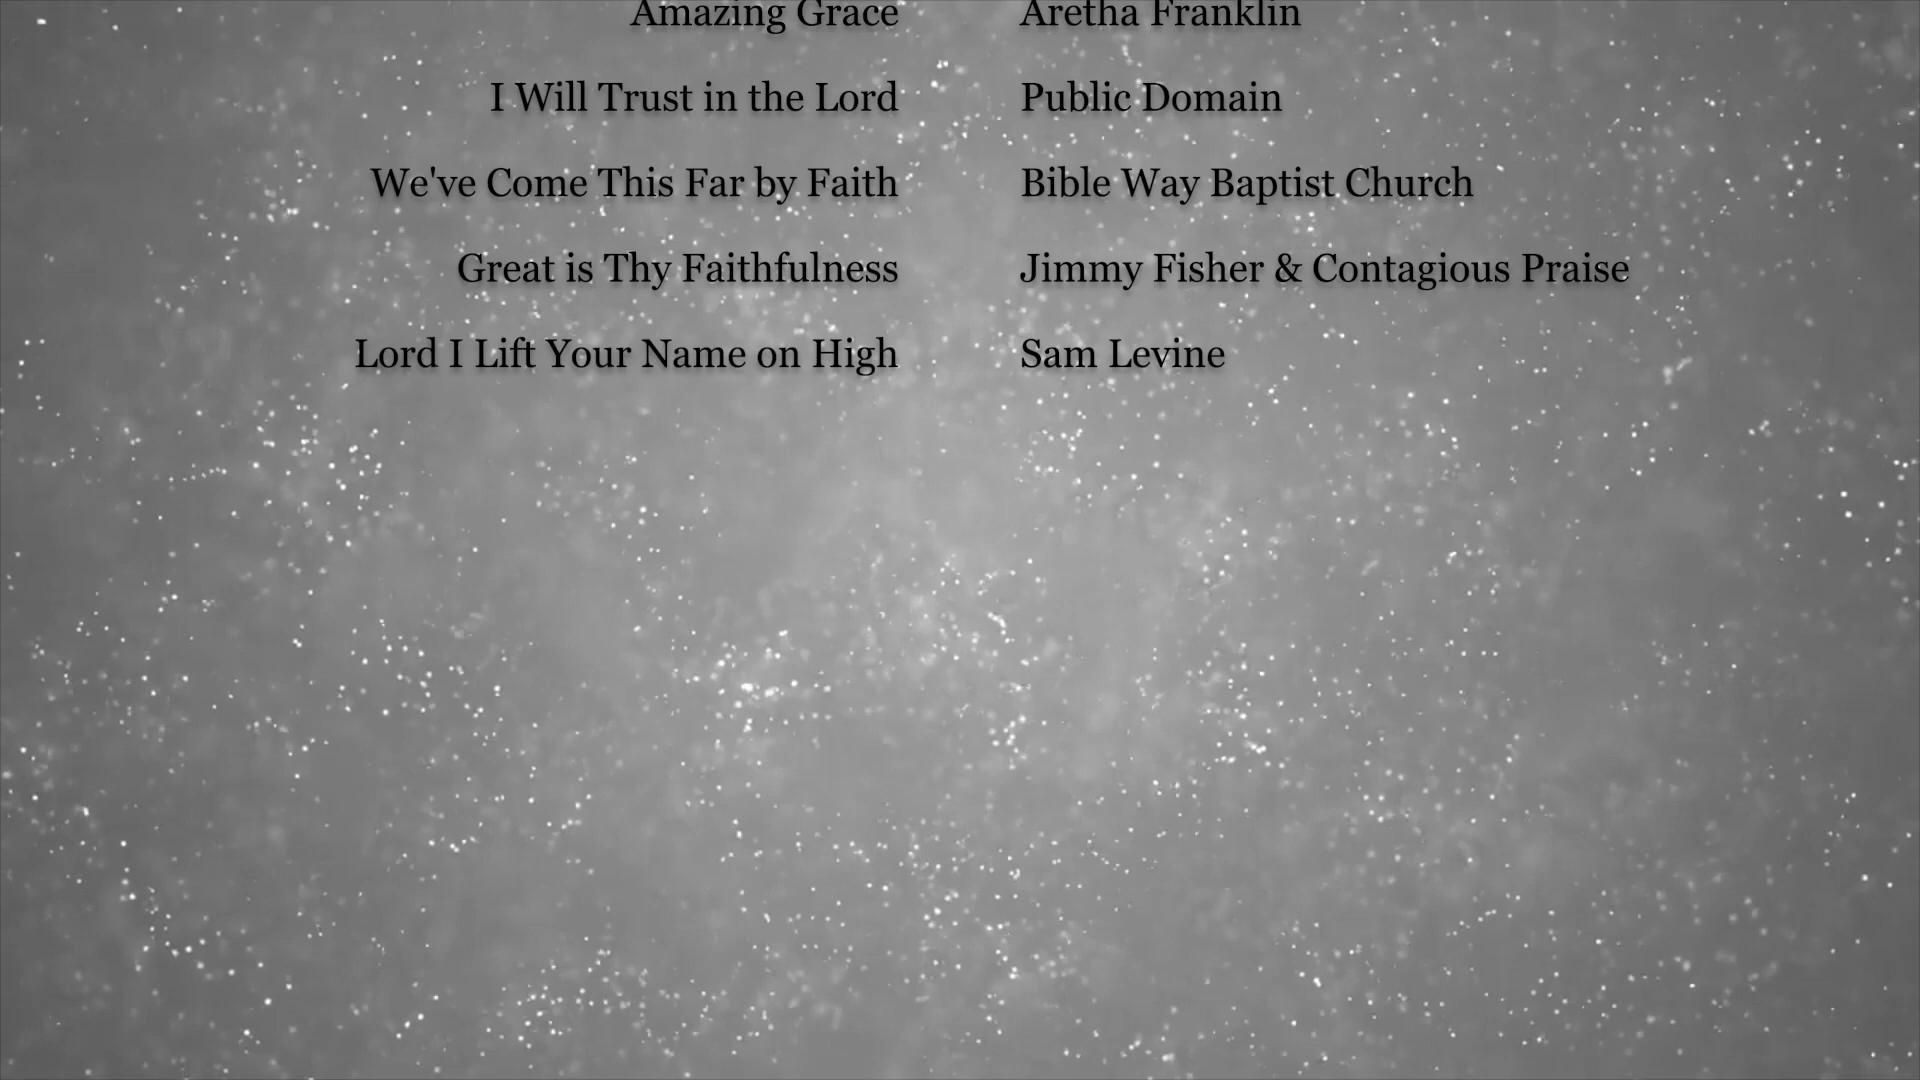 Amazing Grace Aretha Franklin
I Will Trust in the Lord Public Domain
We've Come This Far by Faith Bible Way Baptist Church
Great is Thy Faithfulness Jimmy Fisher & Contagious Praise
Lord I Lift Your Name on High Sam Levine